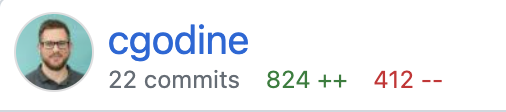 cgodine
22 commits 824 ++ 412 --